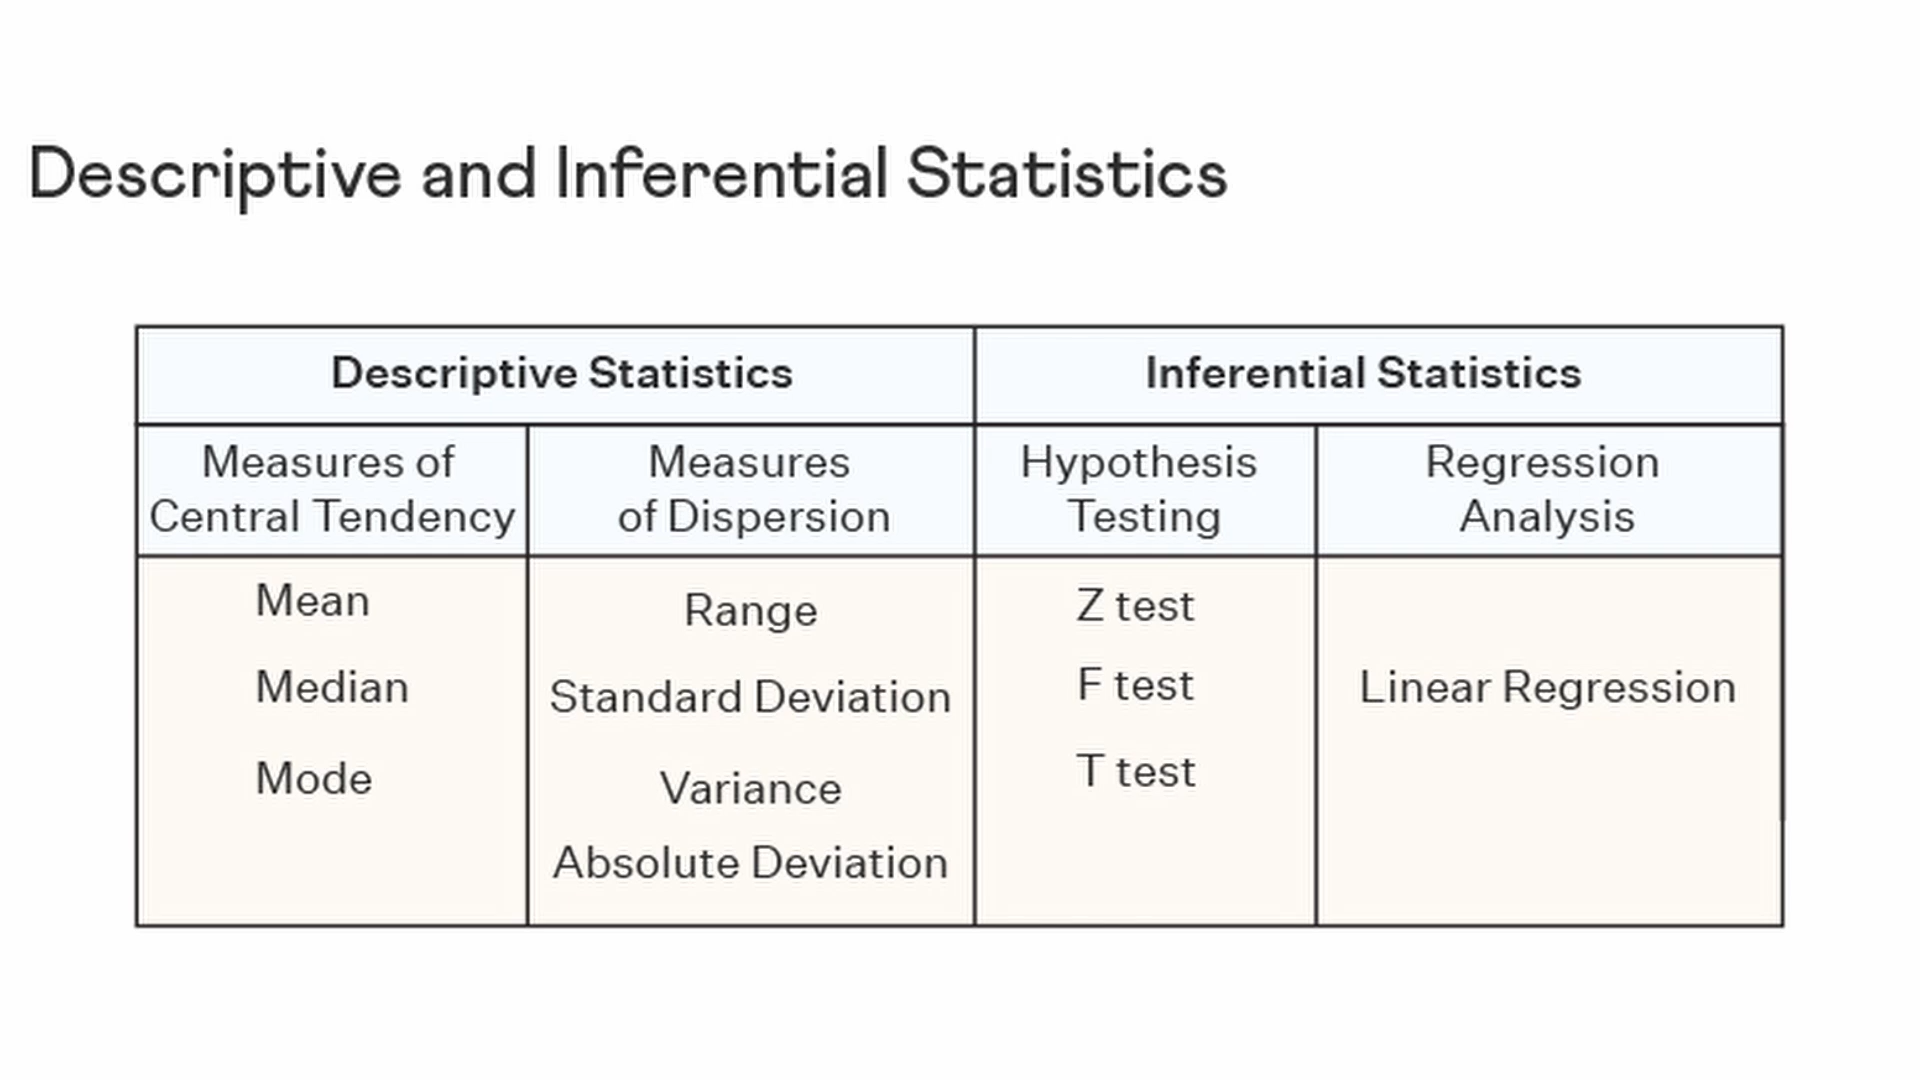 Descriptive and Inferential Statistics
Descriptive Statistics
Inferential Statistics
Measures of
Central Tendency
Measures
of Dispersion
Hypothesis
Testing
Regression
Analysis
Mean
Median
Mode
Range
Standard Deviation
Variance
Absolute Deviation
Z test
F test
T test
Linear Regression